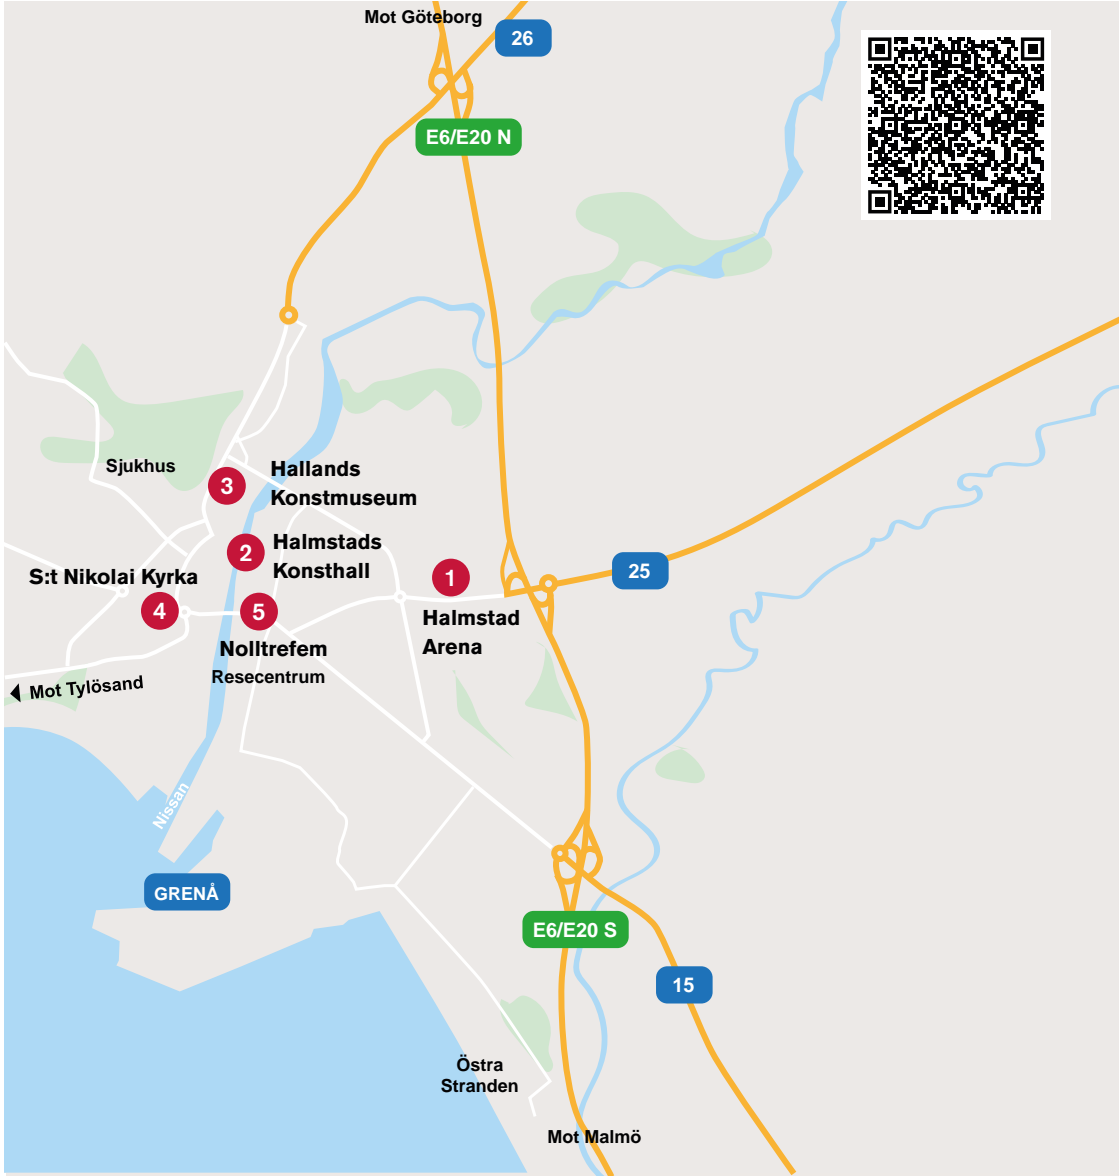 Mot Göteborg
26
E6/E20 N
Sjukhus
3
Hallands
Konstmuseum
2
Halmstads
Konsthall
S:t Nikolai Kyrka
4
5
Nolltrefem
Resecentrum
1
Halmstad
Arena
25
Mot Tylösand
Nissan
GRENÅ
E6/E20 S
15
Östra
Stranden
Mot Malmö